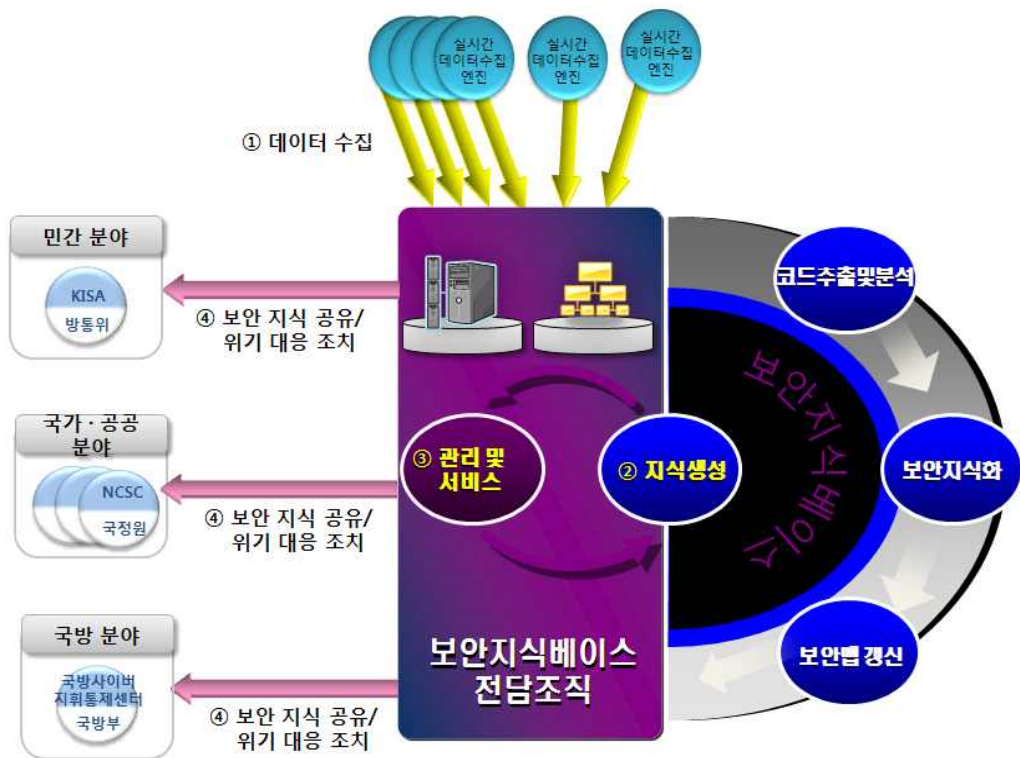 실시간
데이터수집
엔진
실시간
데이터수집
엔진
실시간
데이터수집
엔진
① 데이터 수집
민간 분야
KISA
방통위
④ 보안 지식 공유/
위기 대응 조치
국가 · 공공
분야
NCSC
국정원
④ 보안 지식 공유/
위기 대응 조치
국방 분야
국방사이버
지휘통제센터
국방부
④ 보안 지식 공유/
위기 대응 조치
③ 관리 및
서비스
② 지식생성
보안지식베이스
전담조직
보안지식베이스
코드추출및분석
보안지식화
보안맵 갱신